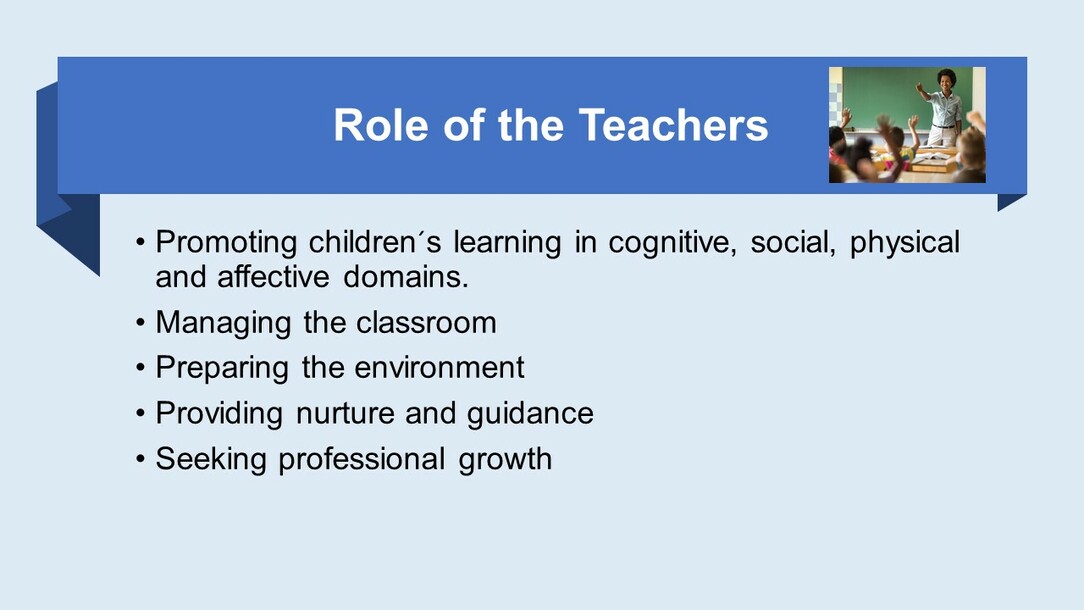 Role of the Teachers
• Promoting children´s learning in cognitive, social, physical
and affective domains.
• Managing the classroom
• Preparing the environment
• Providing nurture and guidance
• Seeking professional growth